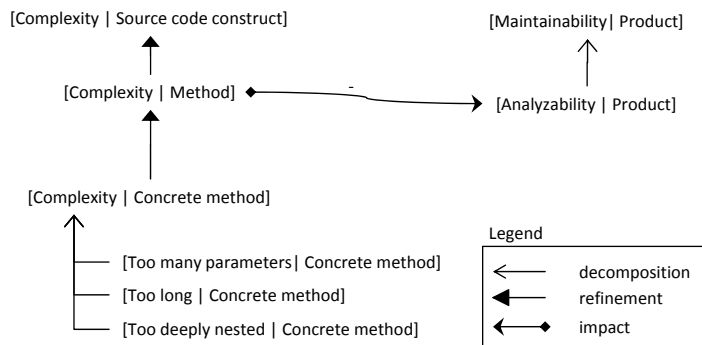 [Complexity | Source code construct]
[Maintainability| Product]
[Complexity | Method]
-
[Analyzability | Product]
[Complexity | Concrete method]
[Too many parameters| Concrete method]
[Too long | Concrete method]
[Too deeply nested | Concrete method]
Legend
decomposition
refinement
impact